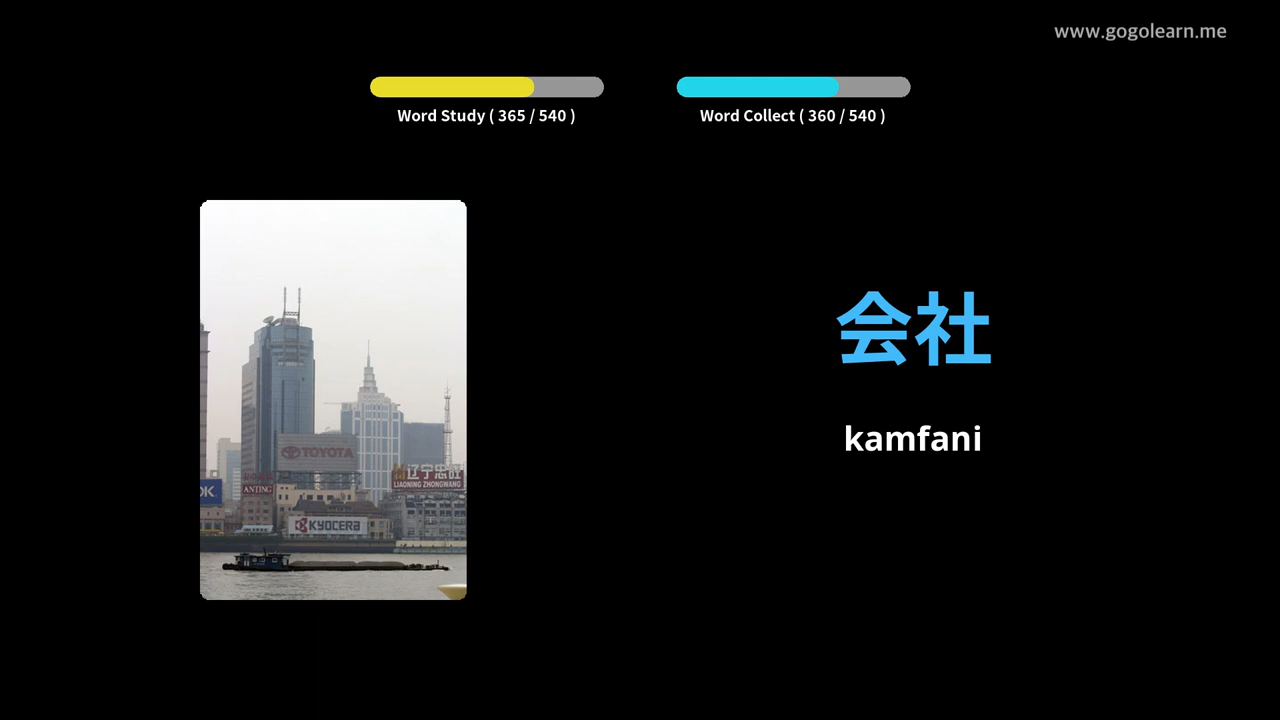 www.gogolearn.me
Word Study ( 365 / 540 )
Word Collect ( 360 / 540 )
会社
kamfani
TOYOTA
辽宁忠旺
LIAONING ZHONGWANG
OK
ANTING
KYOCERA